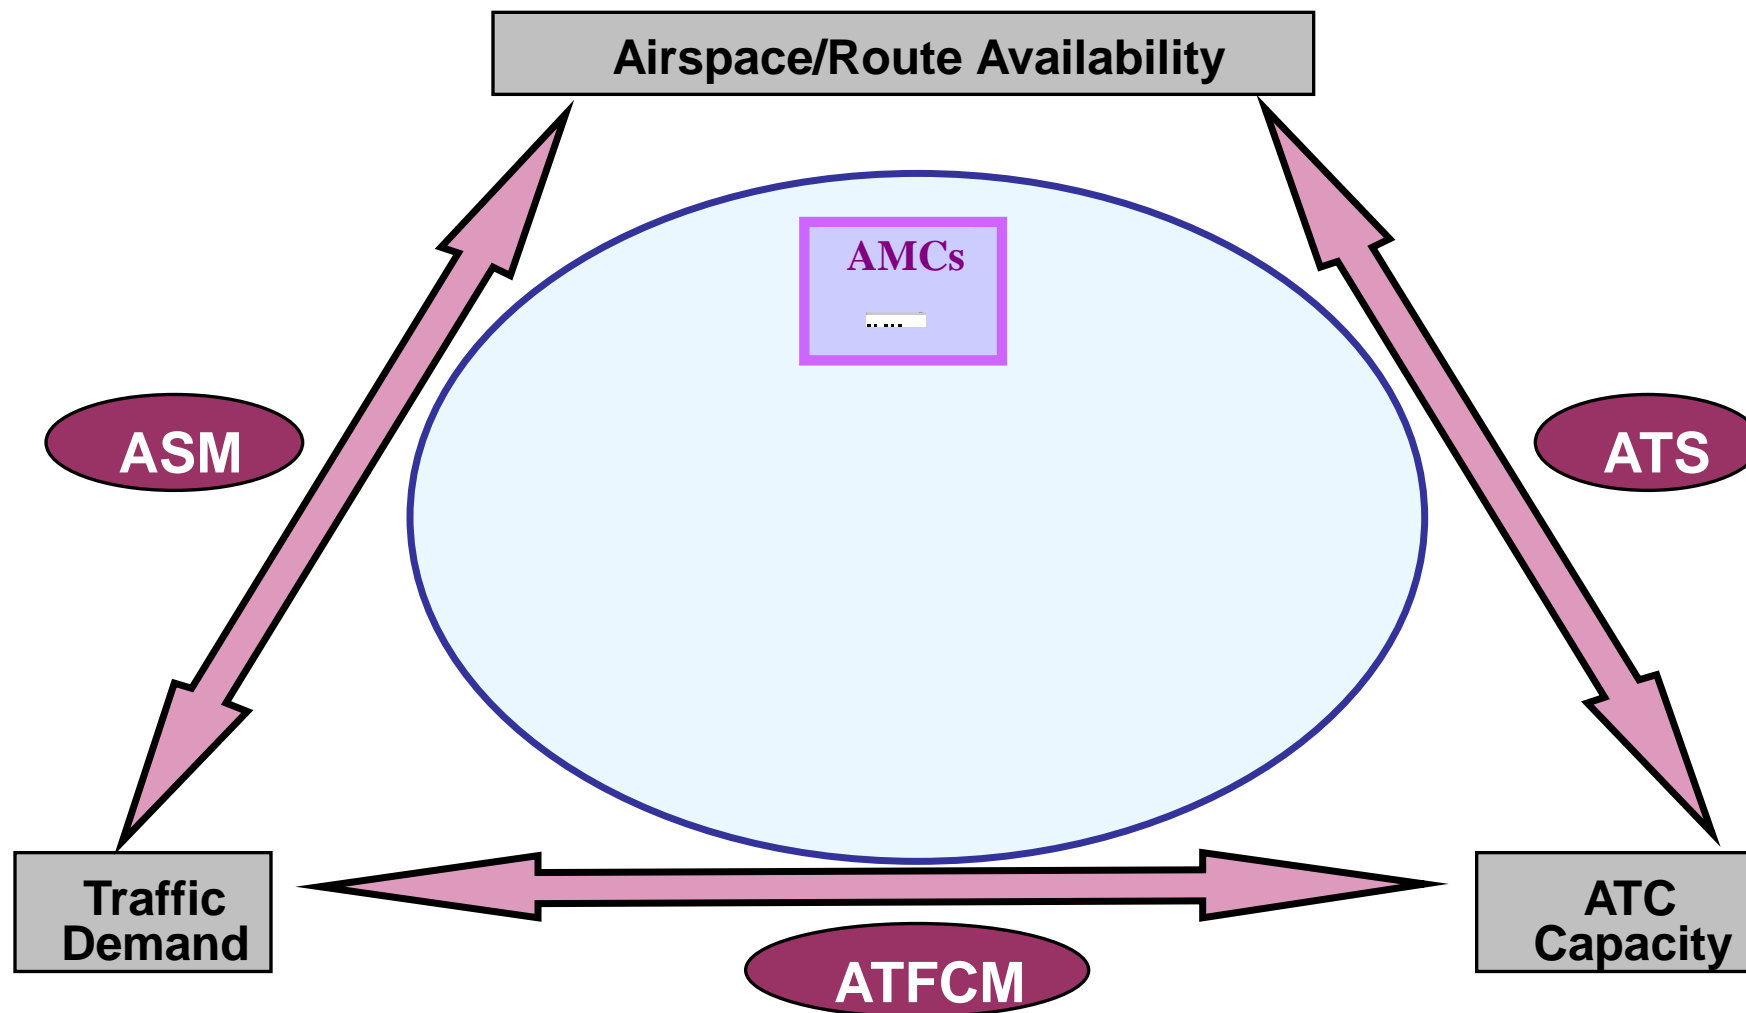 Airspace/Route Availability
AMCs
ASM
ATS
Traffic
Demand
ATC
Capacity
ATFCM